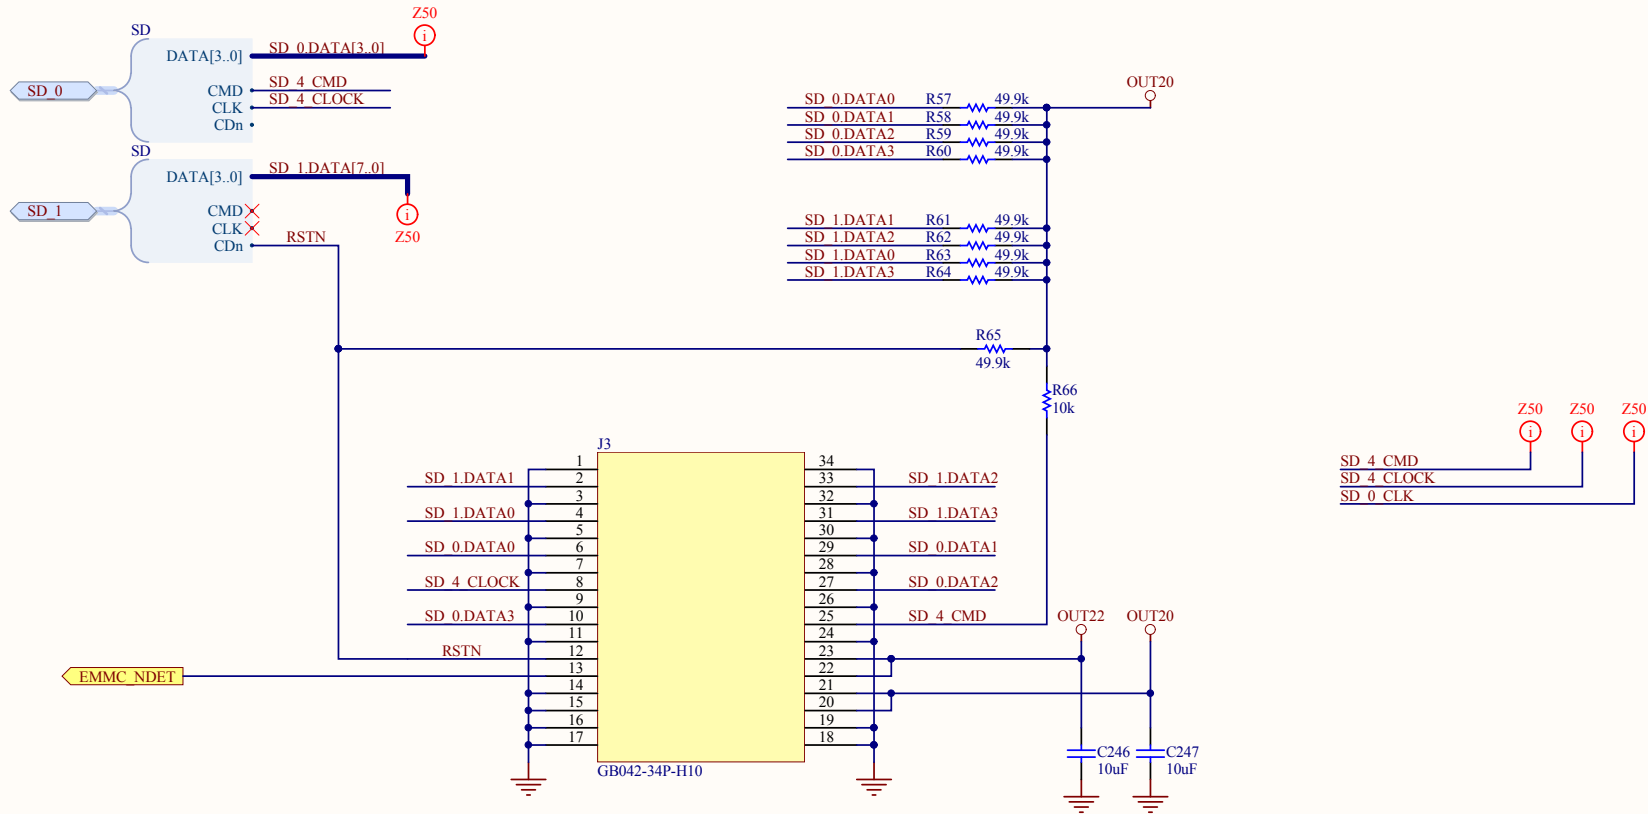 Z50
SD
DATA[3..0] SD_0.DATA[3..0]
SD_0 CMD SD_4_CMD
CLK SD_4_CLOCK
CDn
SD
DATA[3..0] SD_1.DATA[7..0]
SD_1 CMD
CLK
CDn RSTN
i
i
Z50
OUT20
SD_0.DATA0 R57 49.9k
SD_0.DATA1 R58 49.9k
SD_0.DATA2 R59 49.9k
SD_0.DATA3 R60 49.9k
SD_1.DATA1 R61 49.9k
SD_1.DATA2 R62 49.9k
SD_1.DATA0 R63 49.9k
SD_1.DATA3 R64 49.9k
R65
49.9k
R66
10k
Z50 Z50 Z50
i i i
SD_4_CMD
SD_4_CLOCK
SD_0_CLK
J3
1 34
SD_1.DATA1 2 33 SD_1.DATA2
3 32
SD_1.DATA0 4 31 SD_1.DATA3
5 30
SD_0.DATA0 6 29 SD_0.DATA1
7 28
SD_4_CLOCK 8 27 SD_0.DATA2
9 26
SD_0.DATA3 10 25 SD_4_CMD
11 24
RSTN 12 23
EMMC_NDET 13 22
14 21
15 20
16 19
17 18
GB042-34P-H10
OUT22 OUT20
C246 C247
10uF 10uF